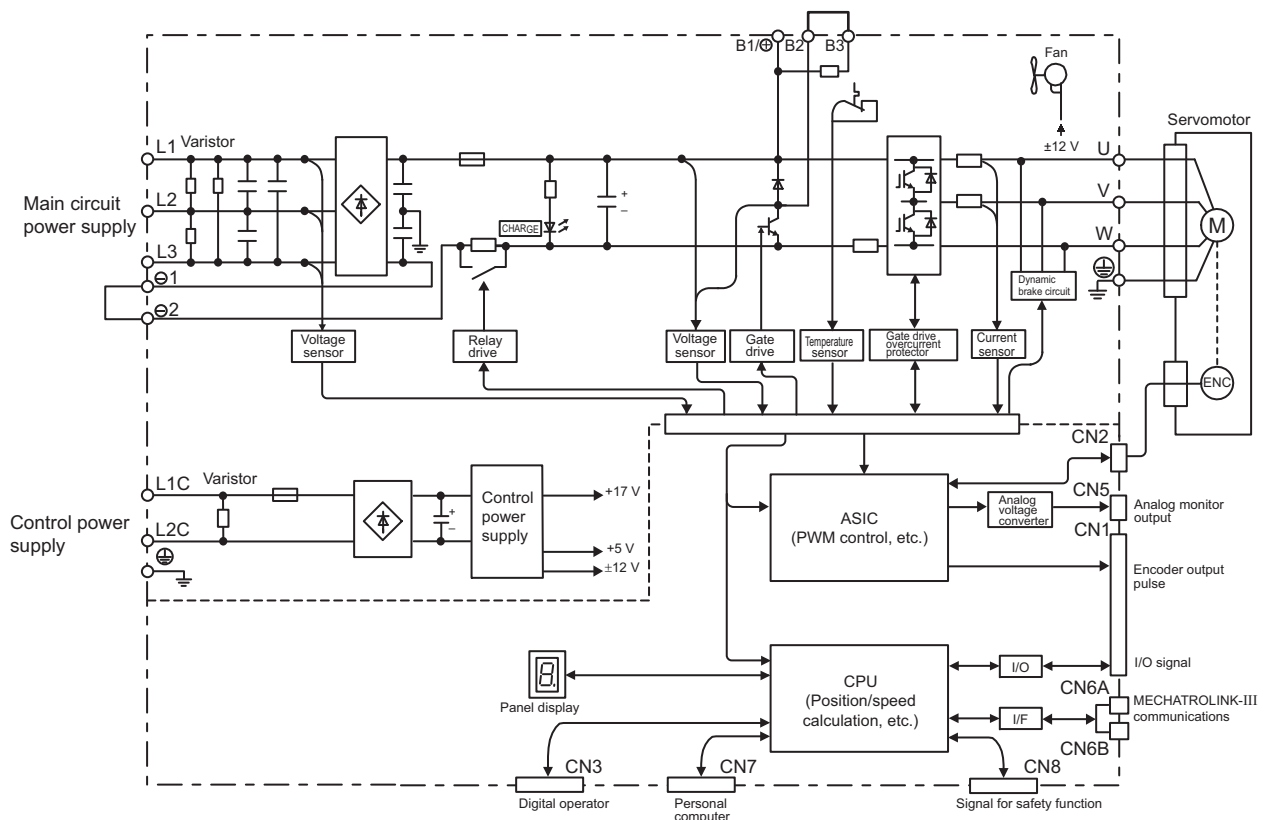 B1/⊕
B2
B3
Fan
±12 V
Servomotor
L1
Varistor
U
Main circuit
power supply
L2
V
CHARGE
+
–
W
M
L3
⊖1
⊖2
Dynamic
brake circuit
Voltage
sensor
Relay
drive
Voltage
sensor
Gate
drive
Temperature
sensor
Gate drive
overcurrent
protector
Current
sensor
ENC
CN2
L1C
Varistor
Control power
supply
L2C
+
–
Control
power
supply
+17 V
+5 V
±12 V
ASIC
(PWM control, etc.)
Analog
voltage
converter
CN5
Analog monitor
output
CN1
Encoder output
pulse
I/O signal
8.
Panel display
CPU
(Position/speed
calculation, etc.)
I/O
I/F
CN6A
MECHATROLINK-III
communications
CN6B
CN3
Digital operator
CN7
Personal
computer
CN8
Signal for safety function